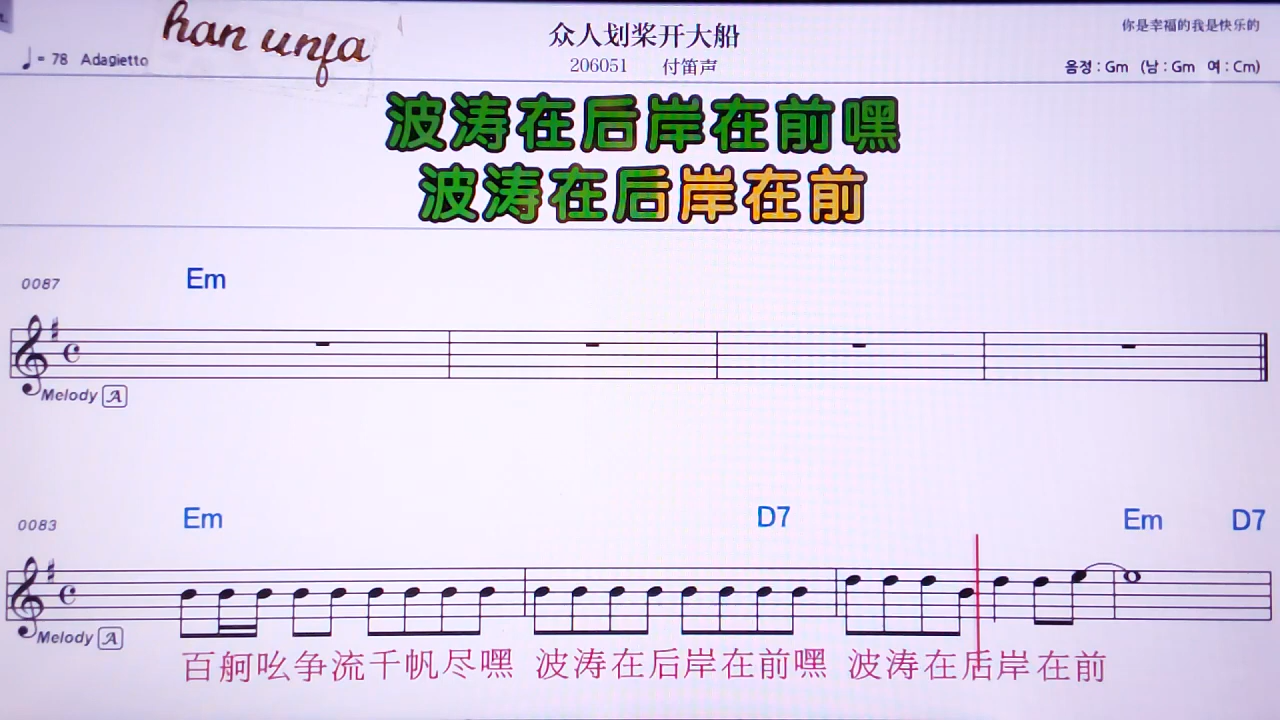 han unja
众人划桨开大船
你是幸福的我是快乐的
♩ = 78 Adagietto
206051 付笛声
음정 : Gm (남 : Gm 여 : Cm)
波涛在后岸在前嘿
波涛在后岸在前
0087 Em
Melody A
0083 Em D7 Em D7
Melody A
百舸吆争流千帆尽嘿 波涛在后岸在前嘿 波涛在后岸在前